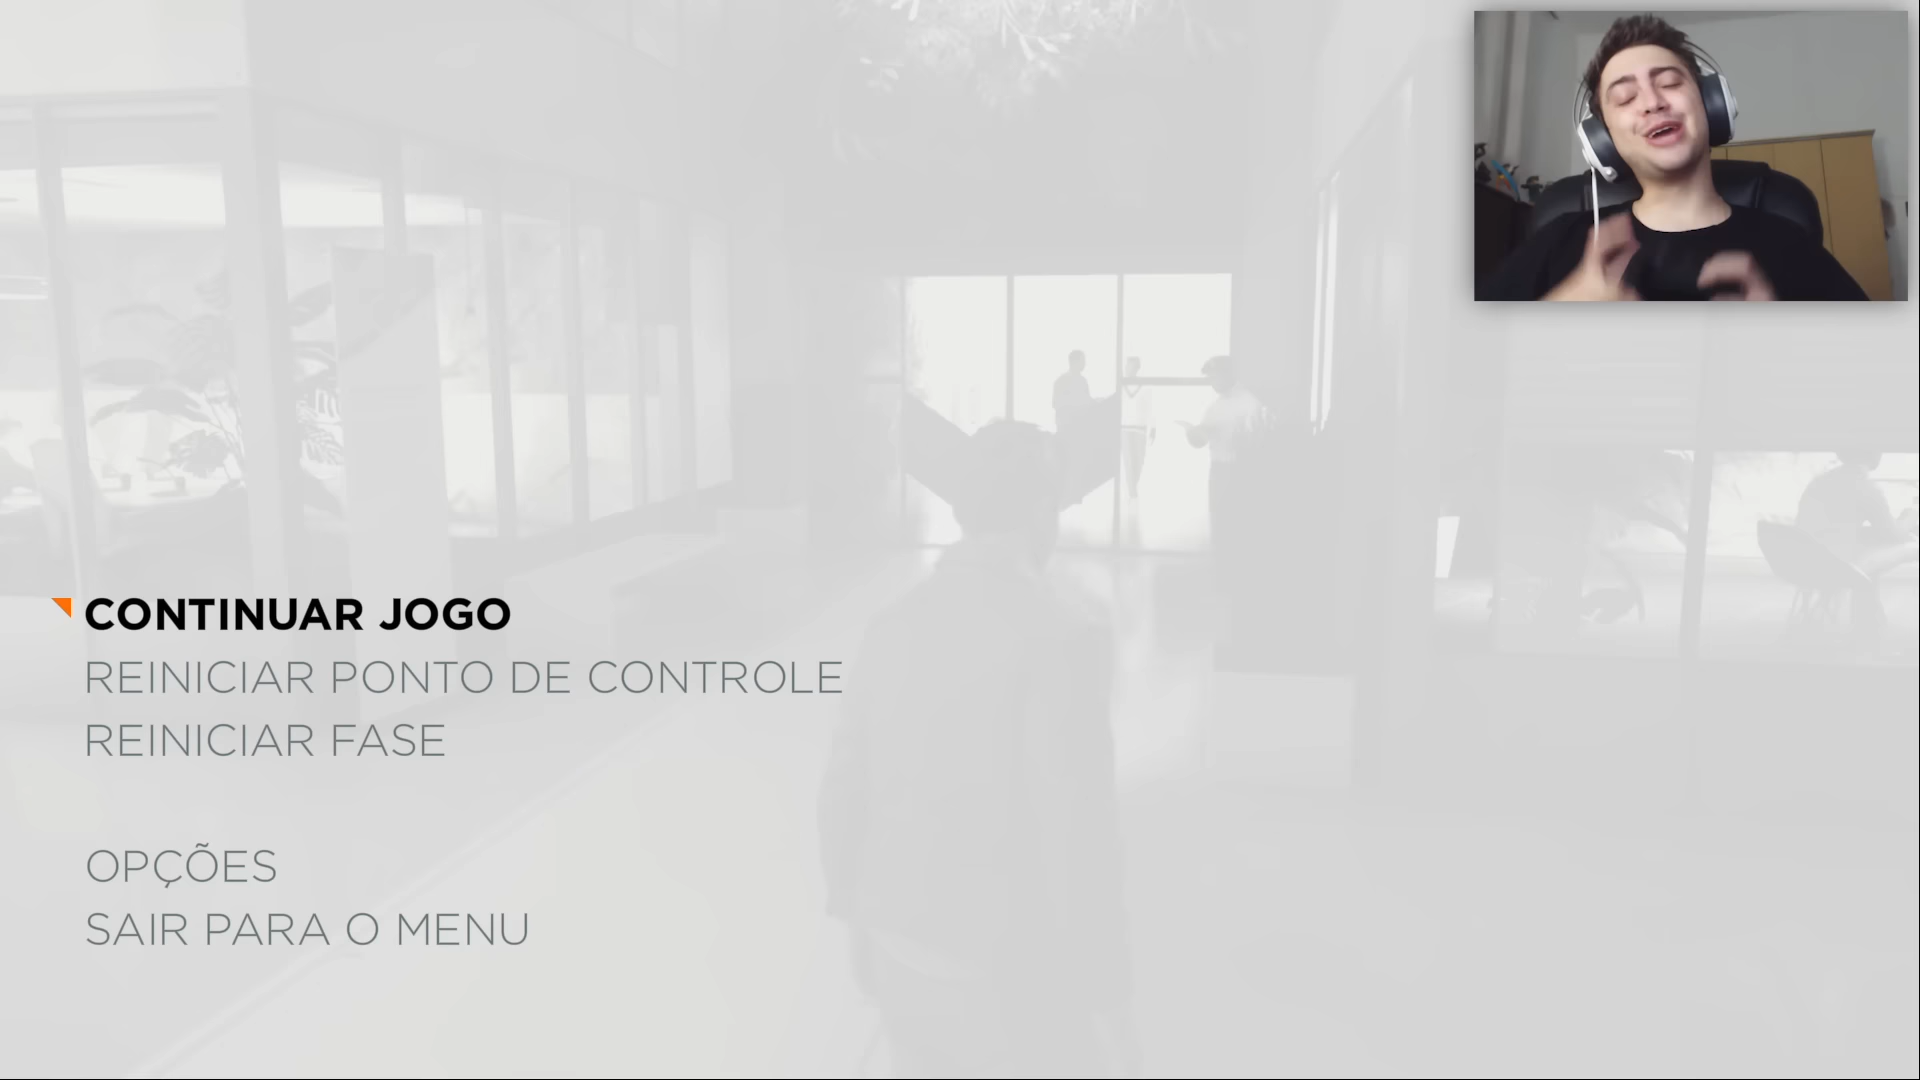 CONTINUAR JOGO
REINICIAR PONTO DE CONTROLE
REINICIAR FASE
OPÇÕES
SAIR PARA O MENU